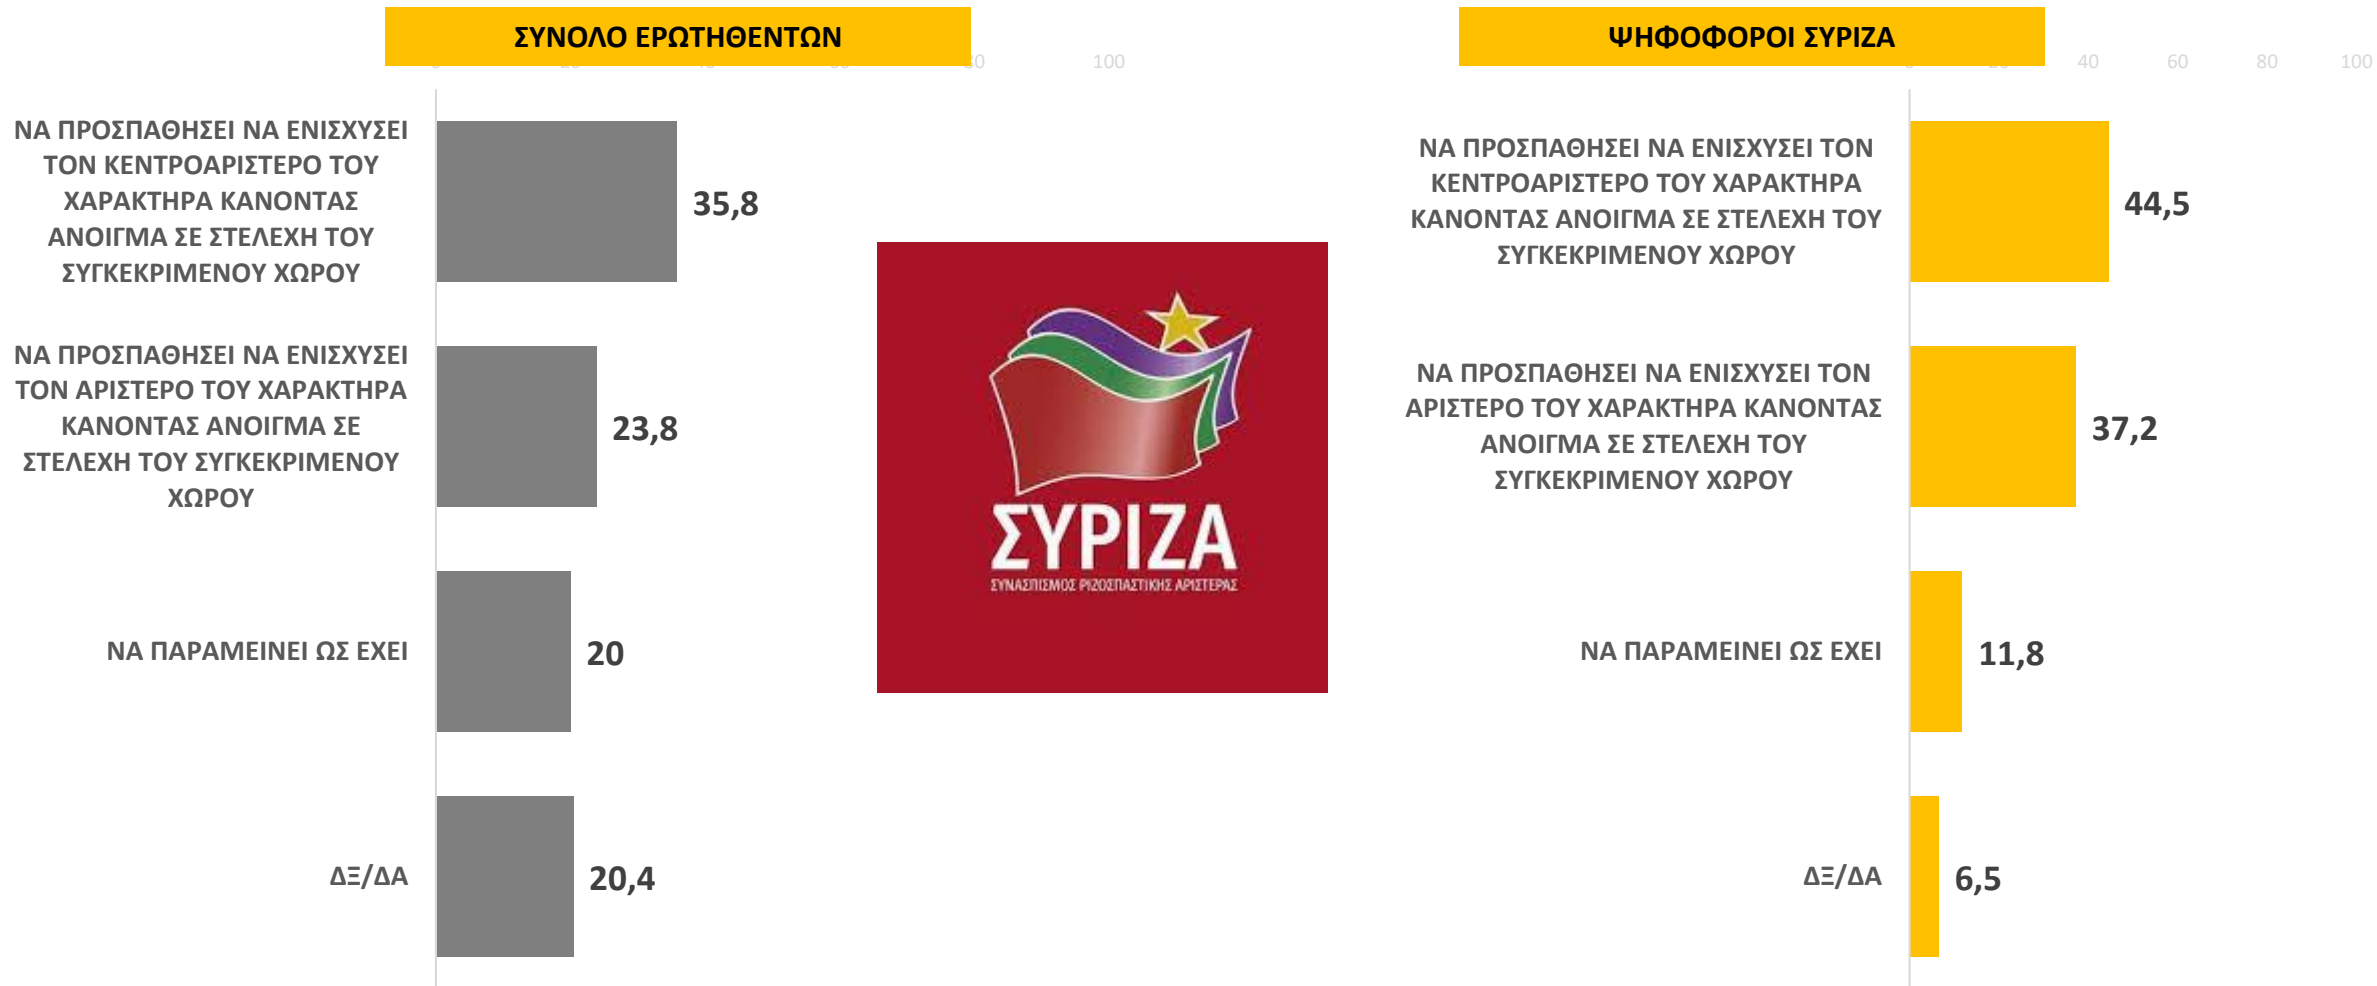 ΣΥΝΟΛΟ ΕΡΩΤΗΘΕΝΤΩΝ
80
100
ΝΑ ΠΡΟΣΠΑΘΗΣΕΙ ΝΑ ΕΝΙΣΧΥΣΕΙ
ΤΟΝ ΚΕΝΤΡΟΑΡΙΣΤΕΡΟ ΤΟΥ
ΧΑΡΑΚΤΗΡΑ ΚΑΝΟΝΤΑΣ
ΑΝΟΙΓΜΑ ΣΕ ΣΤΕΛΕΧΗ ΤΟΥ
ΣΥΓΚΕΚΡΙΜΕΝΟΥ ΧΩΡΟΥ
35,8
ΝΑ ΠΡΟΣΠΑΘΗΣΕΙ ΝΑ ΕΝΙΣΧΥΣΕΙ
ΤΟΝ ΑΡΙΣΤΕΡΟ ΤΟΥ ΧΑΡΑΚΤΗΡΑ
ΚΑΝΟΝΤΑΣ ΑΝΟΙΓΜΑ ΣΕ
ΣΤΕΛΕΧΗ ΤΟΥ ΣΥΓΚΕΚΡΙΜΕΝΟΥ
ΧΩΡΟΥ
23,8
ΝΑ ΠΑΡΑΜΕΙΝΕΙ ΩΣ ΕΧΕΙ
20
ΔΞ/ΔΑ
20,4
ΣΥΡΙΖΑ
ΣΥΝΑΣΠΙΣΜΟΣ ΡΙΖΟΣΠΑΣΤΙΚΗΣ ΑΡΙΣΤΕΡΑΣ
ΨΗΦΟΦΟΡΟΙ ΣΥΡΙΖΑ
40
60
80
100
ΝΑ ΠΡΟΣΠΑΘΗΣΕΙ ΝΑ ΕΝΙΣΧΥΣΕΙ ΤΟΝ
ΚΕΝΤΡΟΑΡΙΣΤΕΡΟ ΤΟΥ ΧΑΡΑΚΤΗΡΑ
ΚΑΝΟΝΤΑΣ ΑΝΟΙΓΜΑ ΣΕ ΣΤΕΛΕΧΗ ΤΟΥ
ΣΥΓΚΕΚΡΙΜΕΝΟΥ ΧΩΡΟΥ
44,5
ΝΑ ΠΡΟΣΠΑΘΗΣΕΙ ΝΑ ΕΝΙΣΧΥΣΕΙ ΤΟΝ
ΑΡΙΣΤΕΡΟ ΤΟΥ ΧΑΡΑΚΤΗΡΑ ΚΑΝΟΝΤΑΣ
ΑΝΟΙΓΜΑ ΣΕ ΣΤΕΛΕΧΗ ΤΟΥ
ΣΥΓΚΕΚΡΙΜΕΝΟΥ ΧΩΡΟΥ
37,2
ΝΑ ΠΑΡΑΜΕΙΝΕΙ ΩΣ ΕΧΕΙ
11,8
ΔΞ/ΔΑ
6,5